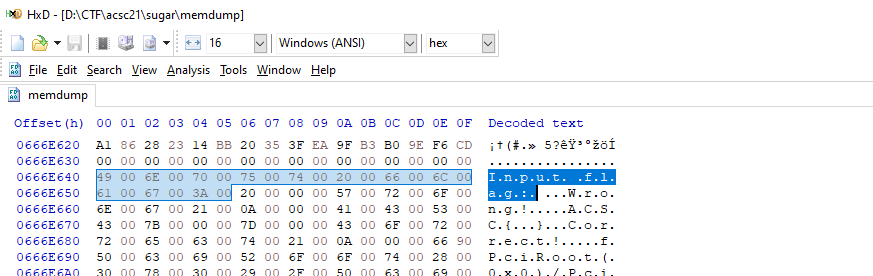 HxD - [D:\CTF\acsc21\sugar\memdump]
16 Windows (ANSI) hex
File Edit Search View Analysis Tools Window Help
memdump
Offset(h) 00 01 02 03 04 05 06 07 08 09 0A 0B 0C 0D 0E 0F Decoded text
0666E620 A1 86 28 23 14 BB 20 35 3F EA 9F B3 B0 9E F6 CD ¡†(#.» 5?êŸ³°žöÍ
0666E630 00 00 00 00 00 00 00 00 00 00 00 00 00 00 00 00 ................
0666E640 49 00 6E 00 70 00 75 00 74 00 20 00 66 00 6C 00 I.n.p.u.t. .f.l.
0666E650 61 00 67 00 3A 00 20 00 00 00 57 00 72 00 6F 00 a.g.:. ...W.r.o.
0666E660 6E 00 67 00 21 00 0A 00 00 00 41 00 43 00 53 00 n.g.!.....A.C.S.
0666E670 43 00 7B 00 00 00 7D 00 00 00 43 00 6F 00 72 00 C.{...}...C.o.r.
0666E680 72 00 65 00 63 00 74 00 21 00 0A 00 00 00 66 90 r.e.c.t.!.....f.
0666E690 50 00 63 00 69 00 52 00 6F 00 6F 00 74 00 28 00 P.c.i.R.o.o.t.(.
0666E6A0 30 00 78 00 30 00 29 00 2F 00 50 00 63 00 69 00 0.x.0.)./.P.c.i.